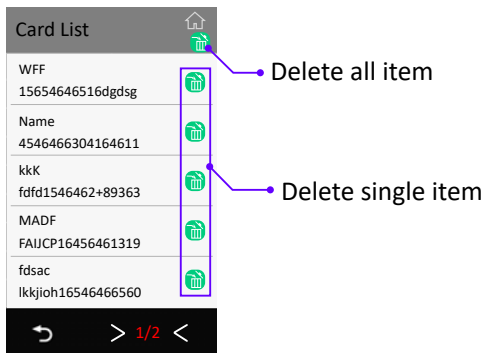 Card List
Delete all item
WFF
15654646516dgdsg
Name
4546466304164611
kkK
fdfd1546462+89363
Delete single item
MADF
FAIJCP16456461319
fdsac
lkkjioh16546466560
> 1/2 <